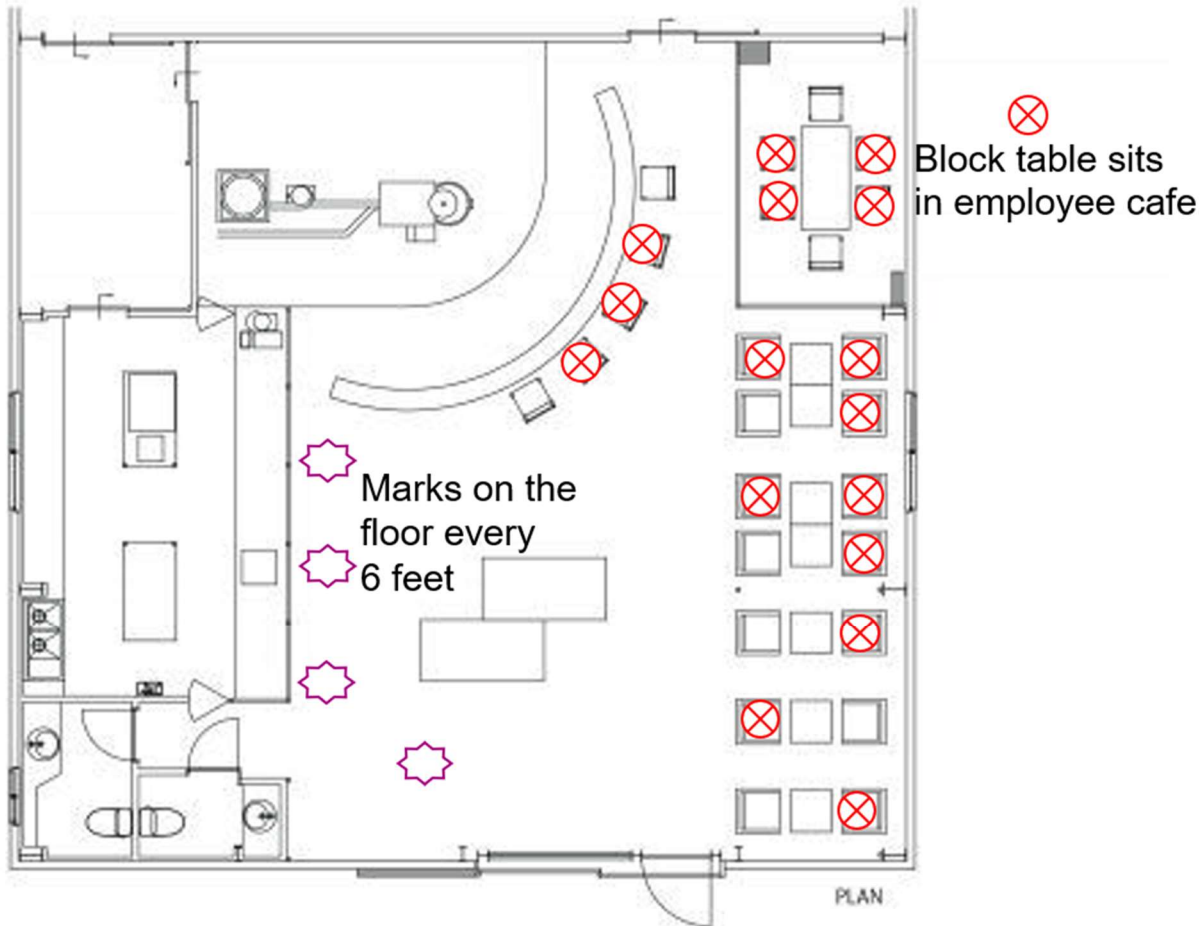 Block table sits
in employee cafe
Marks on the
floor every
6 feet
PLAN